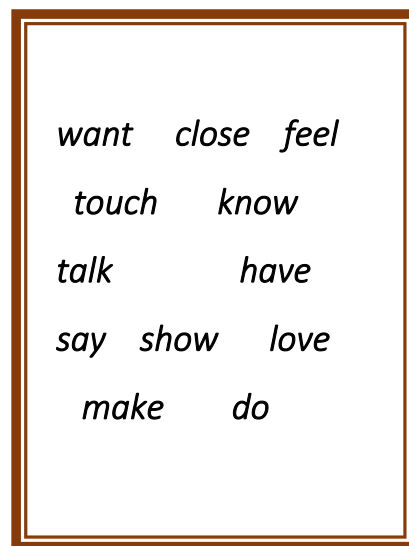 want close feel
touch know
talk have
say show love
make do